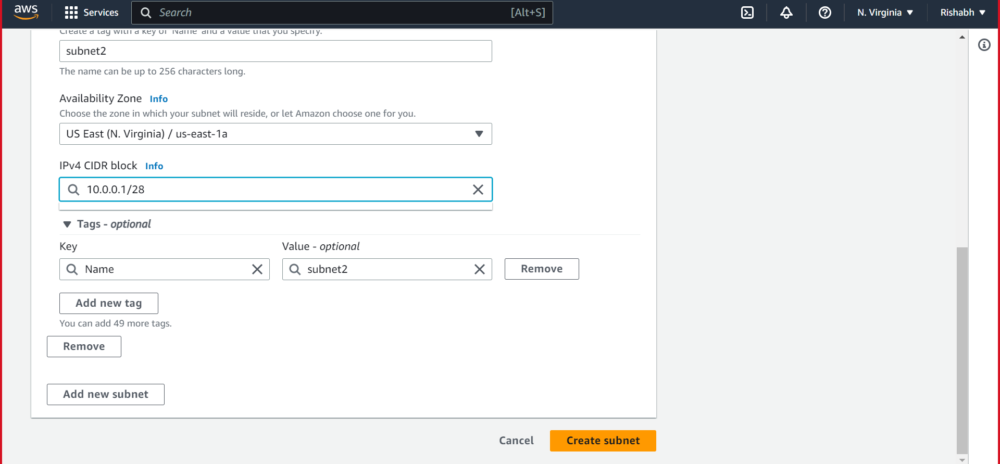 aws
Services
Search
[Alt+S]
N. Virginia
Rishabh
Create a tag with a key of 'Name' and a value that you specify.
subnet2
The name can be up to 256 characters long.
Availability Zone Info
Choose the zone in which your subnet will reside, or let Amazon choose one for you.
US East (N. Virginia) / us-east-1a
IPv4 CIDR block Info
10.0.0.1/28
Tags - optional
Key
Value - optional
Name
subnet2
Remove
Add new tag
You can add 49 more tags.
Remove
Add new subnet
Cancel
Create subnet